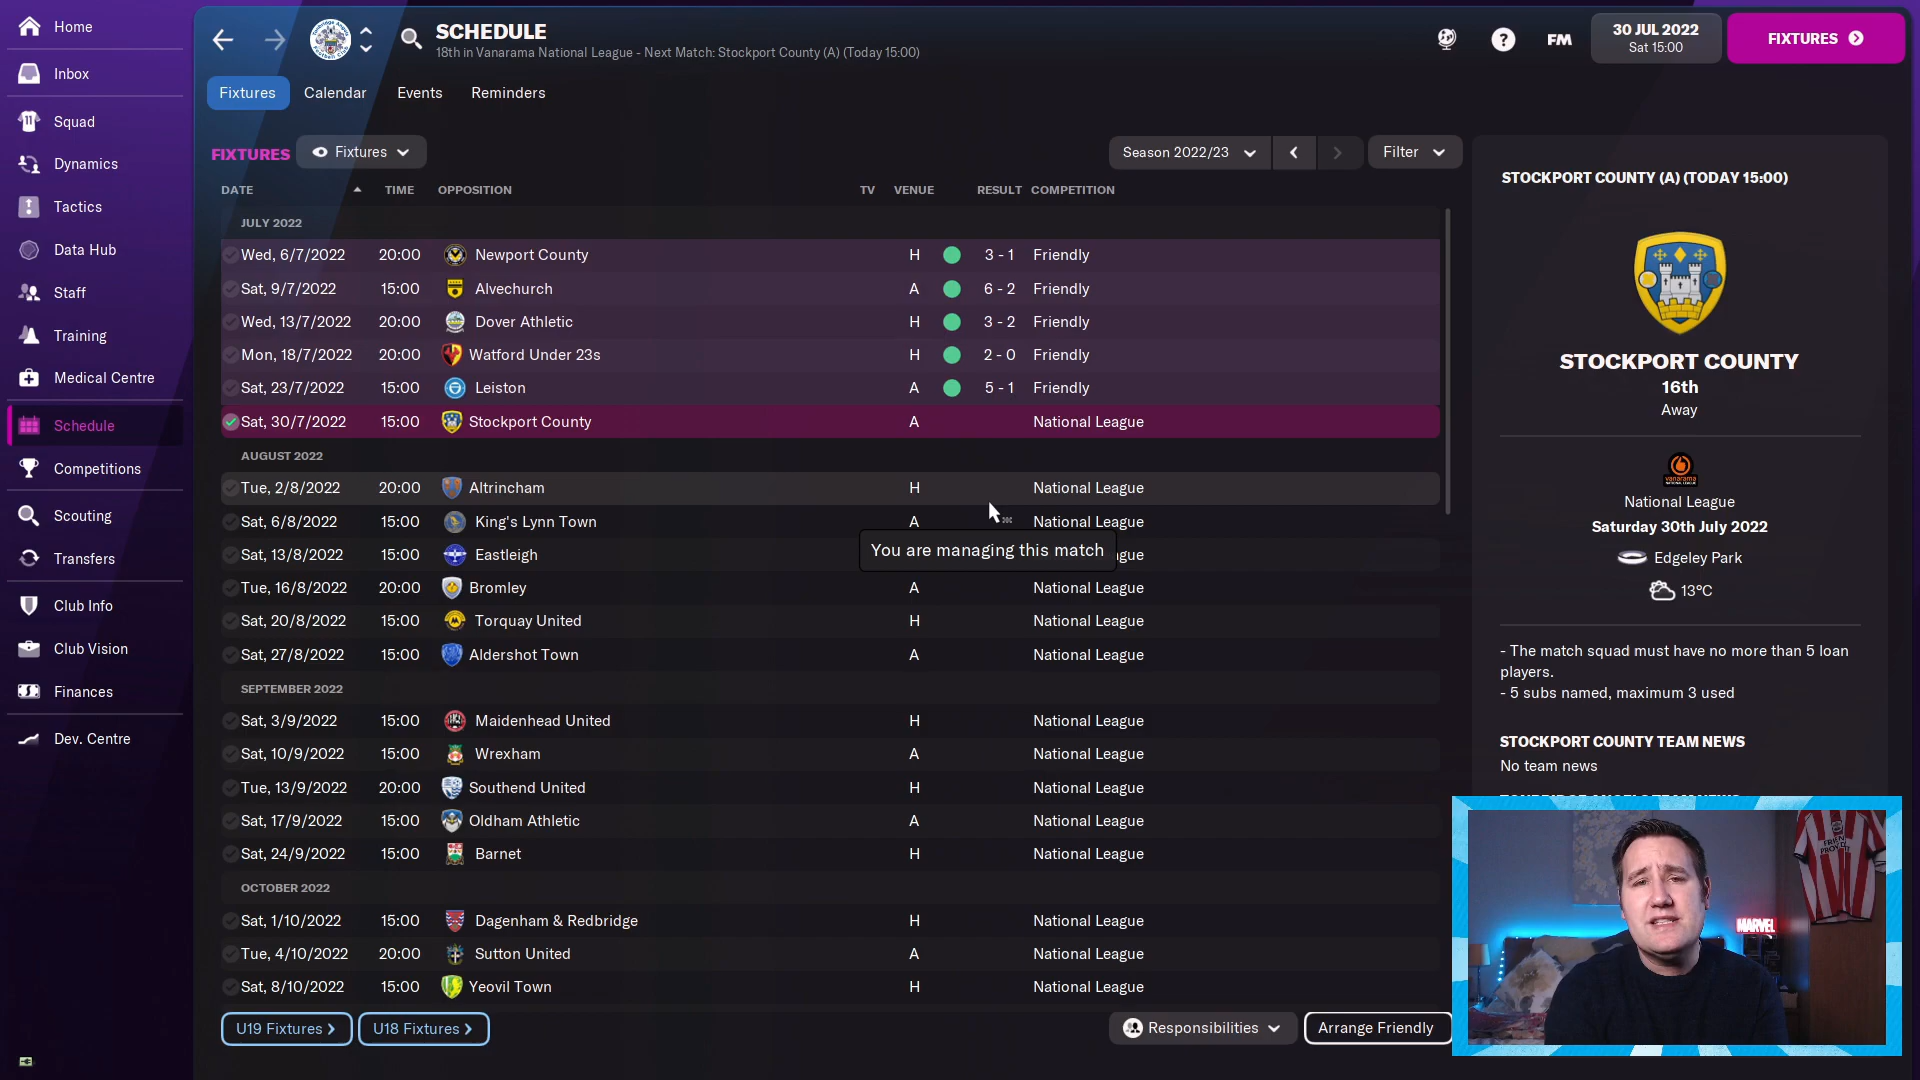 Home
Inbox
Squad
Dynamics
Tactics
Data Hub
Staff
Training
Medical Centre
Schedule
Competitions
Scouting
Transfers
Club Info
Club Vision
Finances
Dev. Centre
SCHEDULE
18th in Vanarama National League - Next Match: Stockport County (A) (Today 15:00)
FM
30 JUL 2022
Sat 15:00
FIXTURES
Fixtures Calendar Events Reminders
FIXTURES Fixtures Season 2022/23 Filter
DATE TIME OPPOSITION TV VENUE RESULT COMPETITION
JULY 2022
Wed, 6/7/2022 20:00 Newport County H 3 - 1 Friendly
Sat, 9/7/2022 15:00 Alvechurch A 6 - 2 Friendly
Wed, 13/7/2022 20:00 Dover Athletic H 3 - 2 Friendly
Mon, 18/7/2022 20:00 Watford Under 23s H 2 - 0 Friendly
Sat, 23/7/2022 15:00 Leiston A 5 - 1 Friendly
Sat, 30/7/2022 15:00 Stockport County A National League
AUGUST 2022
Tue, 2/8/2022 20:00 Altrincham H National League
Sat, 6/8/2022 15:00 King's Lynn Town A National League
You are managing this match
Sat, 13/8/2022 15:00 Eastleigh ague
Tue, 16/8/2022 20:00 Bromley A National League
Sat, 20/8/2022 15:00 Torquay United H National League
Sat, 27/8/2022 15:00 Aldershot Town A National League
SEPTEMBER 2022
Sat, 3/9/2022 15:00 Maidenhead United H National League
Sat, 10/9/2022 15:00 Wrexham A National League
Tue, 13/9/2022 20:00 Southend United H National League
Sat, 17/9/2022 15:00 Oldham Athletic A National League
Sat, 24/9/2022 15:00 Barnet H National League
OCTOBER 2022
Sat, 1/10/2022 15:00 Dagenham & Redbridge H National League
Tue, 4/10/2022 20:00 Sutton United A National League
Sat, 8/10/2022 15:00 Yeovil Town H National League
U19 Fixtures U18 Fixtures Responsibilities Arrange Friendly
STOCKPORT COUNTY (A) (TODAY 15:00)
STOCKPORT COUNTY
16th
Away
vanarama
National League
Saturday 30th July 2022
Edgeley Park
13°C
- The match squad must have no more than 5 loan
players.
- 5 subs named, maximum 3 used
STOCKPORT COUNTY TEAM NEWS
No team news
MARVEL